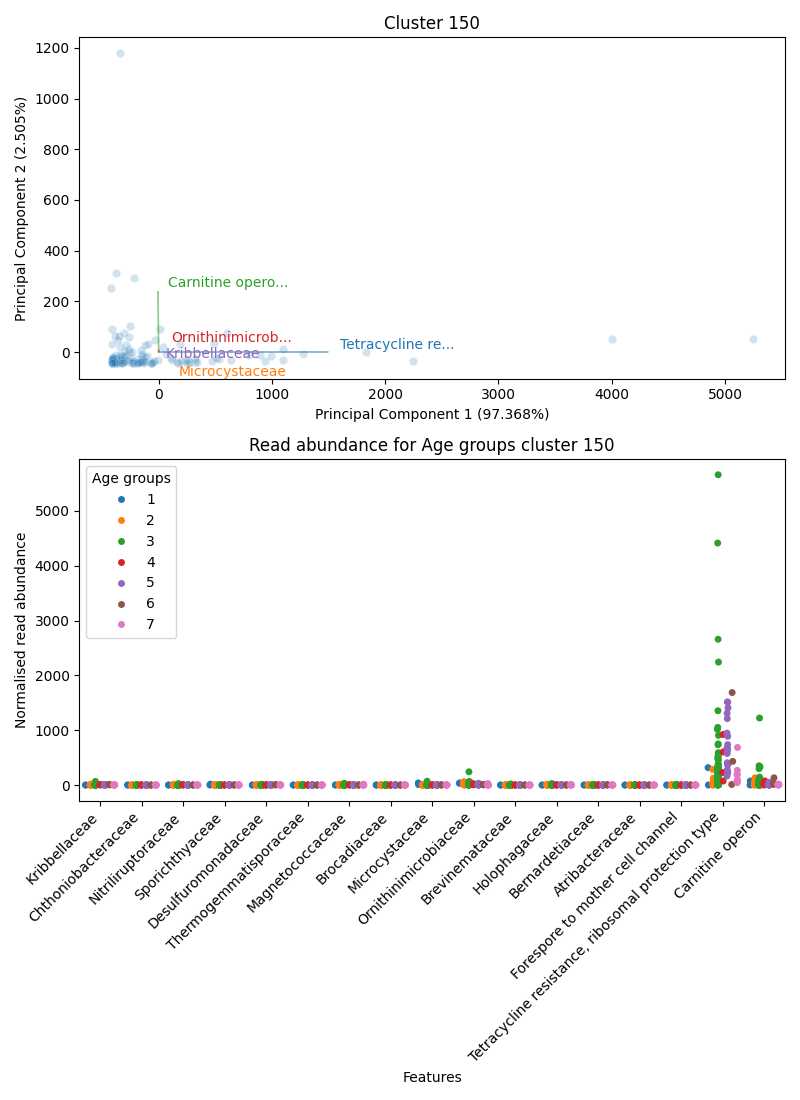 Cluster 150
1200
1000
800
600
400
200
0
Principal Component 2 (2.505%)
Carnitine opero...
Ornithinimicrob...
Kribbellaceae
Tetracycline re...
Microcystaceae
0
1000
2000
3000
4000
5000
Principal Component 1 (97.368%)
Read abundance for Age groups cluster 150
Age groups
1
2
3
4
5
6
7
5000
4000
3000
2000
1000
0
Normalised read abundance
Kribbellaceae
Chthoniobacteraceae
Nitriliruptoraceae
Sporichthyaceae
Desulfuromonadaceae
Thermogemmatisporaceae
Magnetococcaceae
Brocadiaceae
Microcystaceae
Ornithinimicrobiaceae
Brevinemataceae
Holophagaceae
Bernardetiaceae
Atribacteraceae
Forespore to mother cell channel
Tetracycline resistance, ribosomal protection type
Carnitine operon
Features